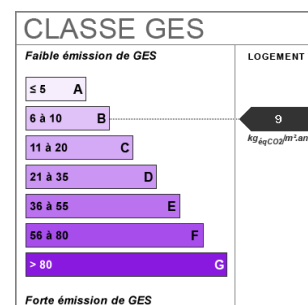 CLASSE GES
Faible émission de GES
LOGEMENT
≤ 5 A
6 à 10 B
9
kgéqCO2/m².an
11 à 20 C
21 à 35 D
36 à 55 E
56 à 80 F
> 80 G
Forte émission de GES